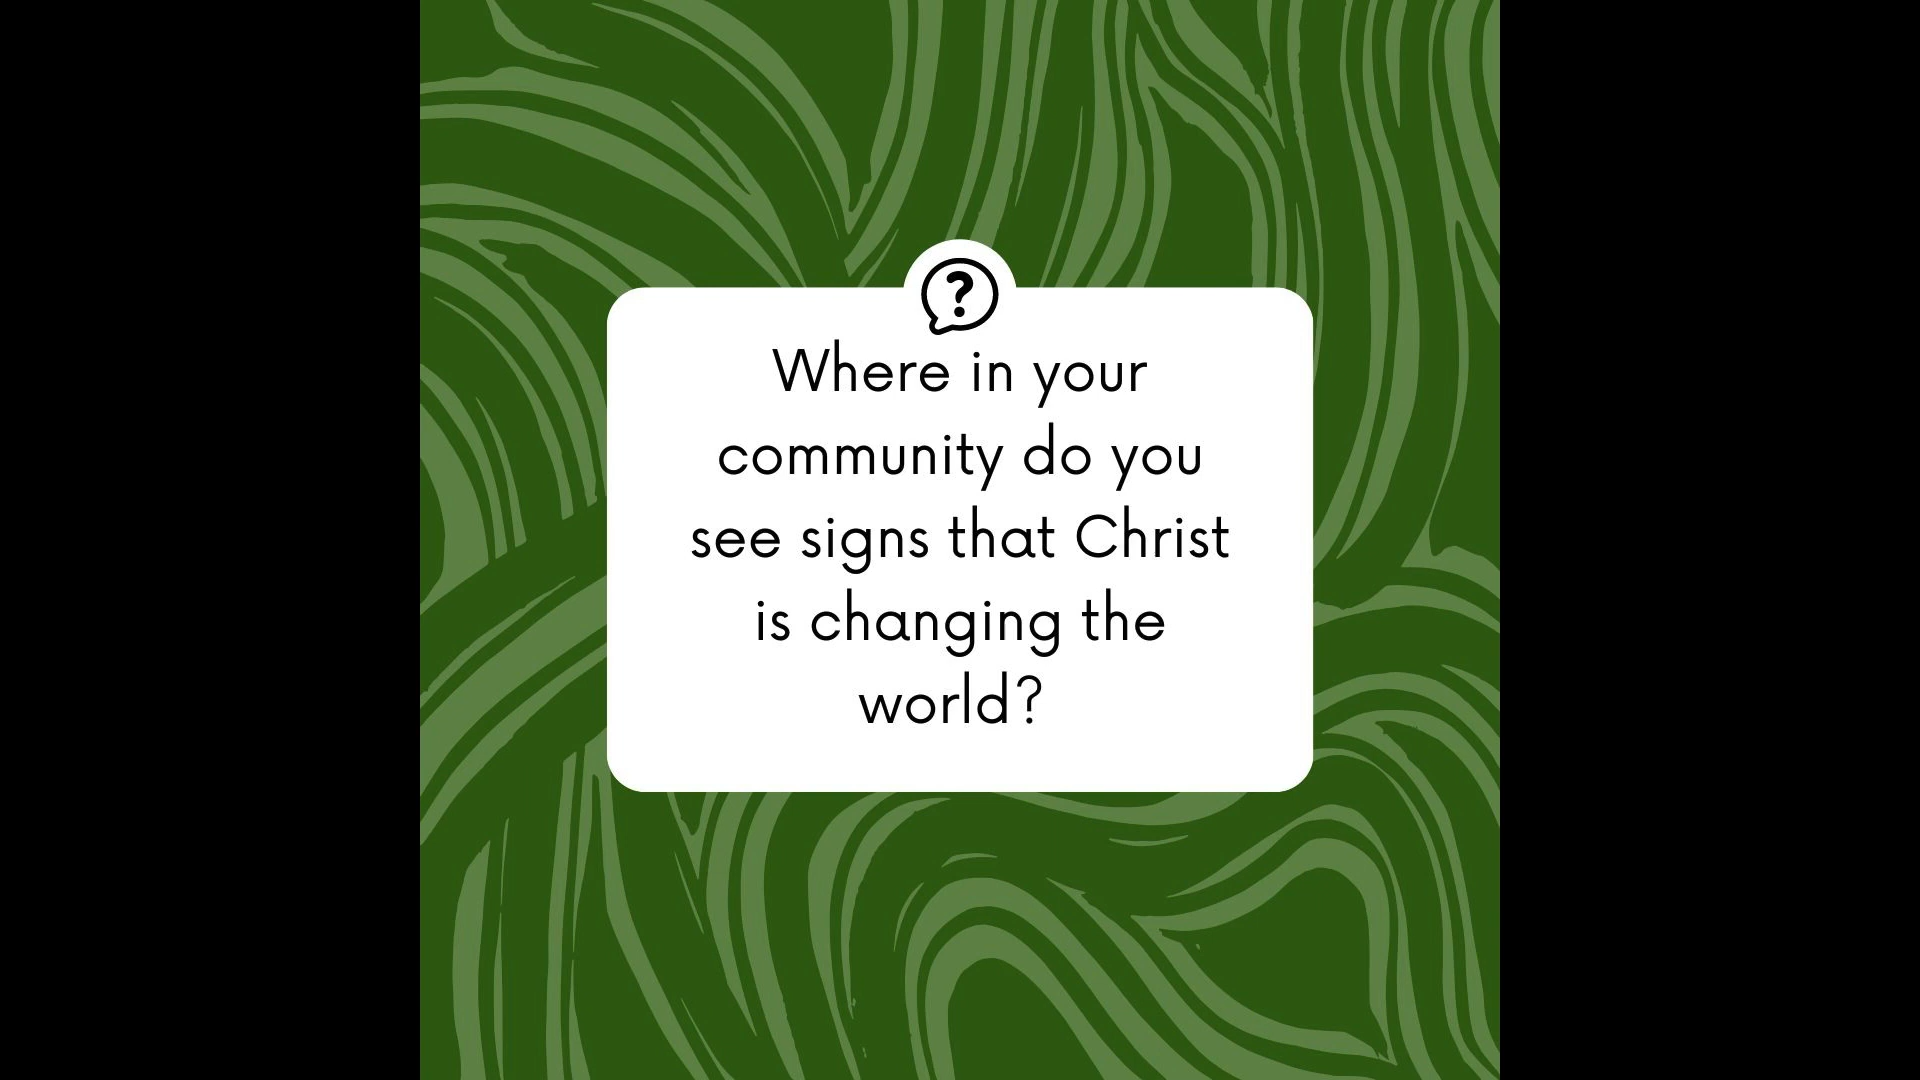 ?
Where in your
community do you
see signs that Christ
is changing the
world?